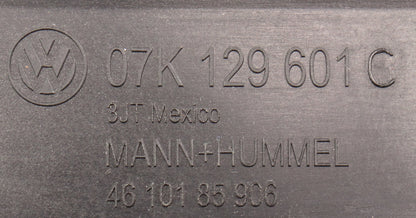 07K 129 601 C
3JT Mexico
MANN+HUMMEL
46 101 85 906